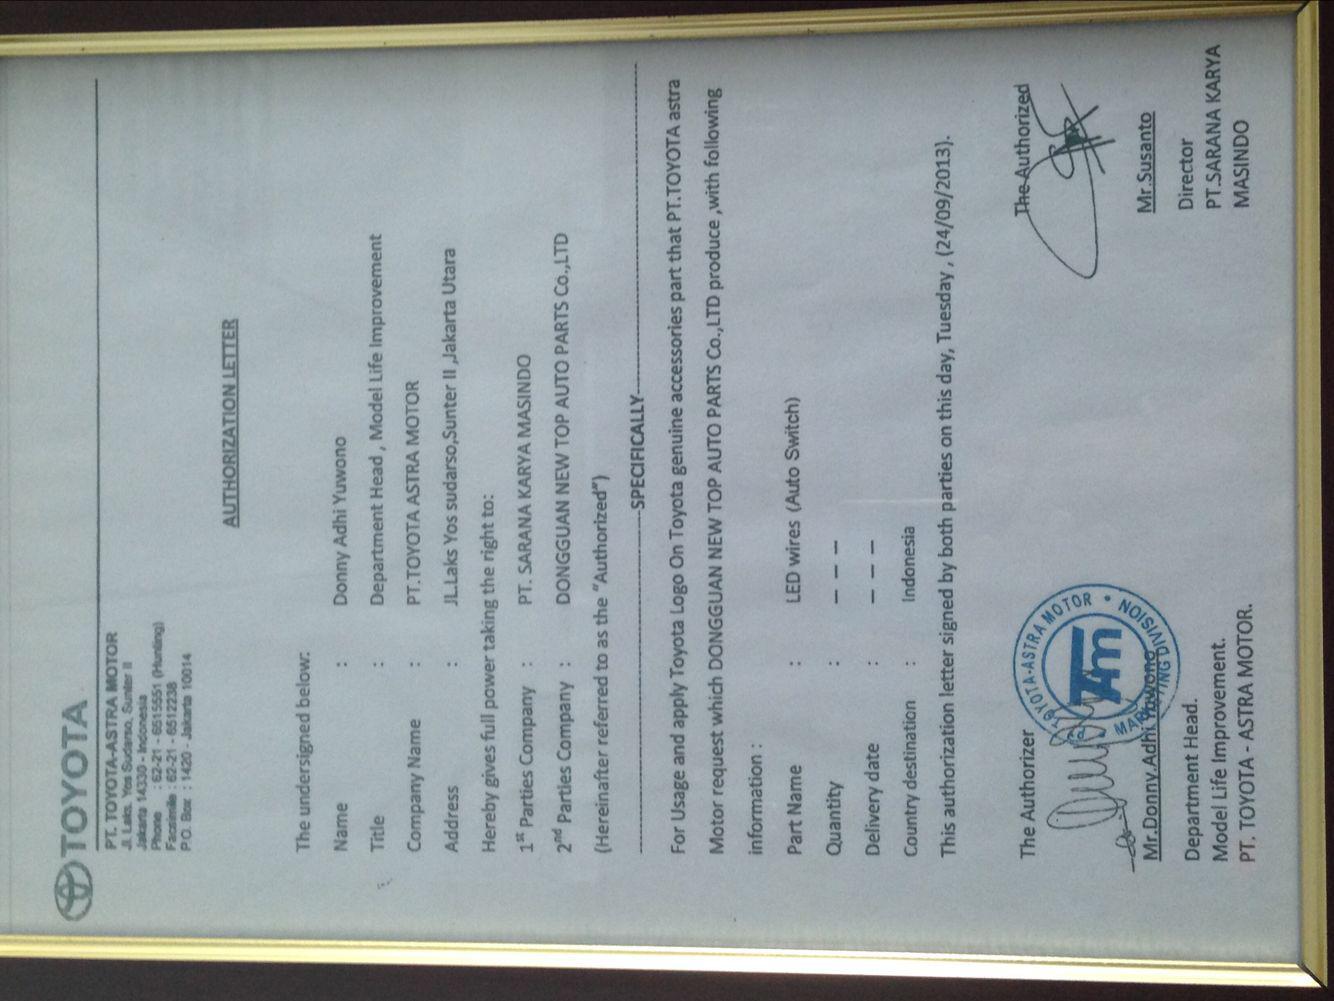 TOYOTA
PT. TOYOTA-ASTRA MOTOR
Jl. Laks. Yos Sudarso, Sunter II
Jakarta 14330 - Indonesia
Phone : 62-21 - 6515551 (Hunting)
Facsimile : 62-21 - 6512238
P.O. Box : 1420 - Jakarta 10014
AUTHORIZATION LETTER
The undersigned below:
Name : Donny Adhi Yuwono
Title : Department Head , Model Life Improvement
Company Name : PT.TOYOTA ASTRA MOTOR
Address : JL.Laks Yos sudarso,Sunter II ,Jakarta Utara
Hereby gives full power taking the right to:
1st Parties Company : PT. SARANA KARYA MASINDO
2nd Parties Company : DONGGUAN NEW TOP AUTO PARTS Co.,LTD
(Hereinafter referred to as the "Authorized")
SPECIFICALLY
For Usage and apply Toyota Logo On Toyota genuine accessories part that PT.TOYOTA astra
Motor request which DONGGUAN NEW TOP AUTO PARTS Co.,LTD produce ,with following
information :
Part Name : LED wires (Auto Switch)
Quantity : – – –
Delivery date : – – –
Country destination : Indonesia
This authorization letter signed by both parties on this day, Tuesday , (24/09/2013).
The Authorizer
The Authorized
TOYOTA-ASTRA MOTOR
TAM
MARKETING DIVISION
Mr.Donny.Adhi.Yuwono
Department Head.
Model Life Improvement.
PT. TOYOTA - ASTRA MOTOR.
Mr.Susanto
Director
PT.SARANA KARYA
MASINDO